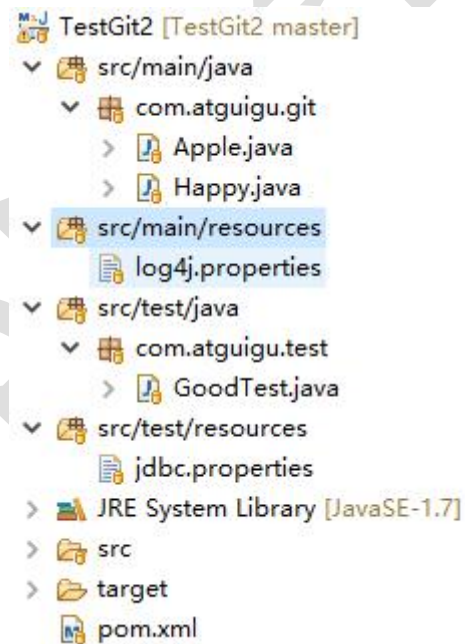 TestGit2 [TestGit2 master]
src/main/java
com.atguigu.git
Apple.java
Happy.java
src/main/resources
log4j.properties
src/test/java
com.atguigu.test
GoodTest.java
src/test/resources
jdbc.properties
JRE System Library [JavaSE-1.7]
src
target
pom.xml